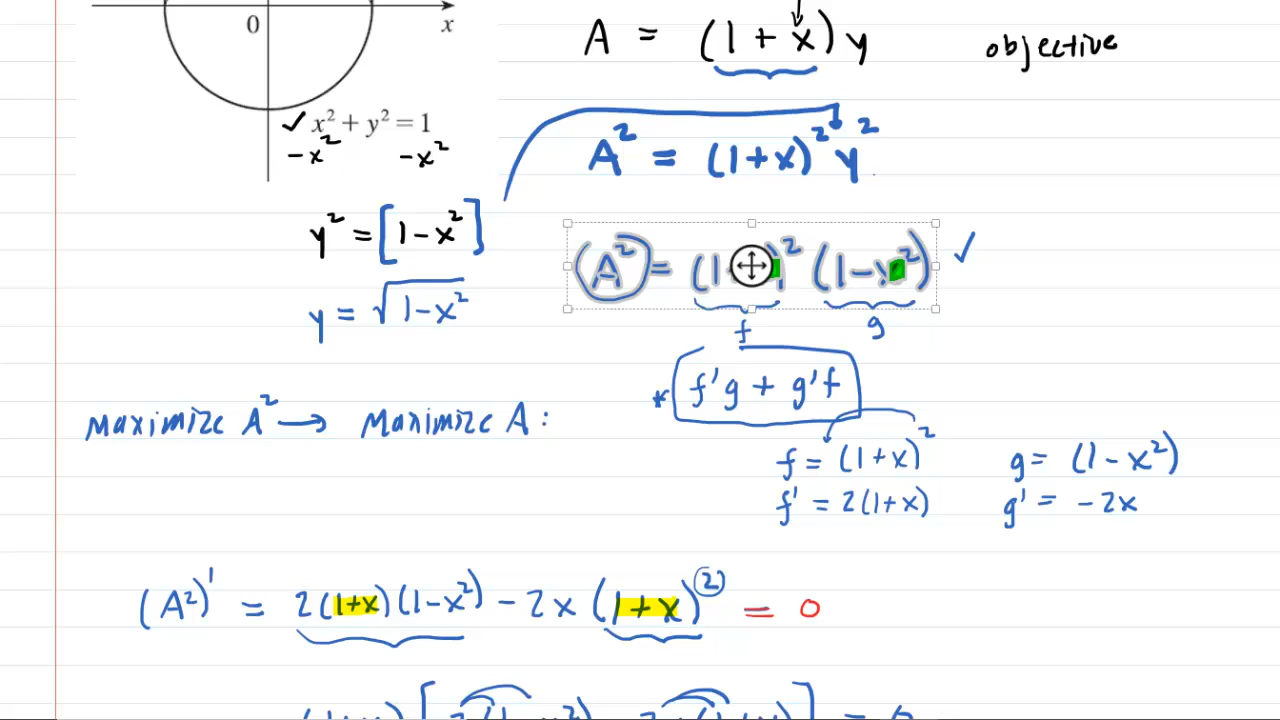 0 x
A = (1 + x) y objective
✓ x² + y² = 1
-x² -x²
A² = (1+x)² y²
y² = [1-x²]
(A²) = (1 )² (1-x²) ✓
y = √1-x²
f g
* f'g + g'f
Maximize A² → Maximize A:
f = (1+x)² g = (1-x²)
f' = 2(1+x) g' = -2x
(A²)' = 2(1+x)(1-x²) - 2x (1+x)² = 0